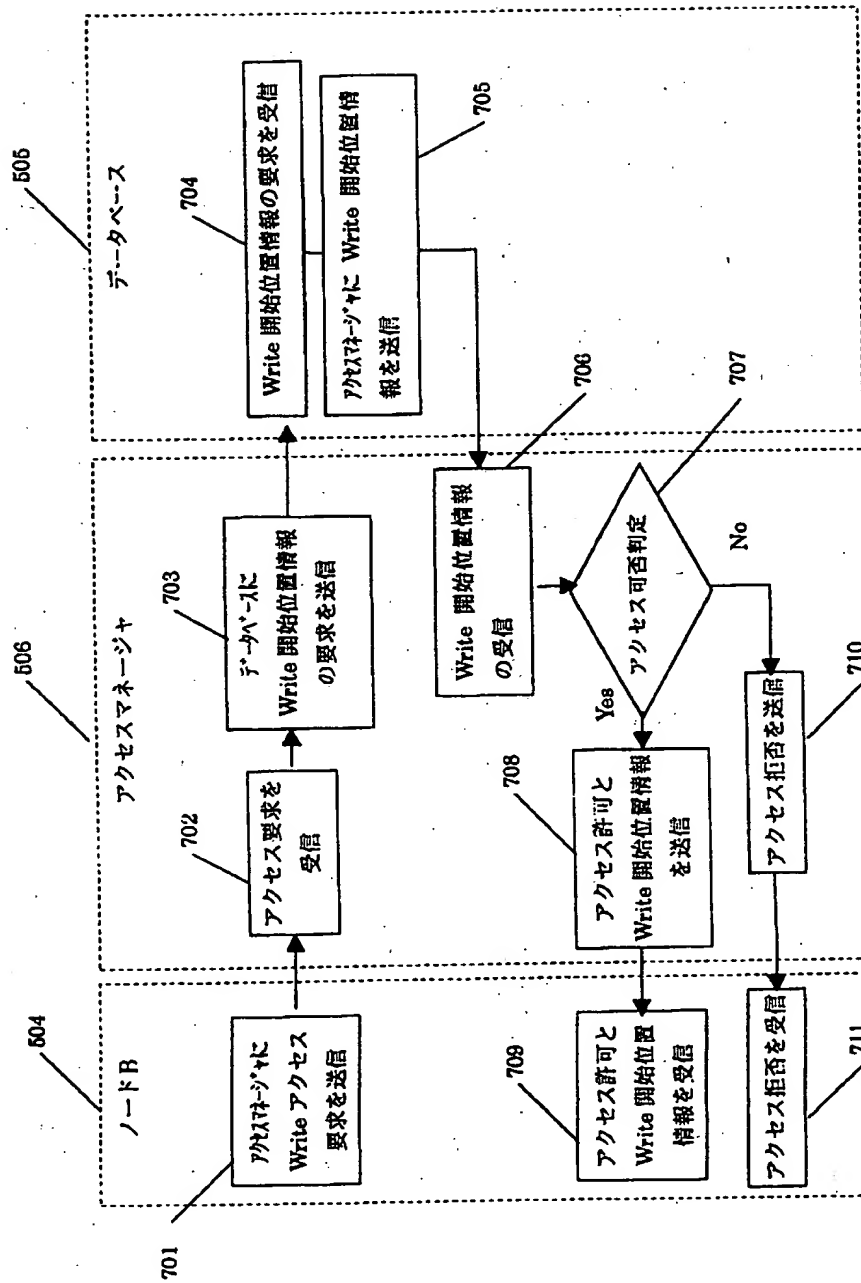 504
ノードB
701
アクセスマネージャに
Write アクセス
要求を送信
709
アクセス許可と
Write 開始位置
情報を受信
アクセス拒否を受信
711
506
アクセスマネージャ
702
アクセス要求を
受信
703
データベースに
Write 開始位置情報
の要求を送信
Write 開始位置情報
の受信
706
アクセス可否判定
707
Yes
No
708
アクセス許可と
Write 開始位置情報
を送信
アクセス拒否を送信
710
505
データベース
704
Write 開始位置情報の要求を受信
アクセスマネージャに Write 開始位置情
報を送信
705